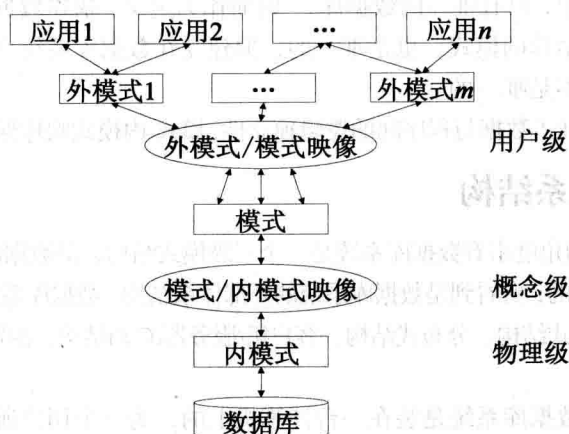 应用1 应用2 … 应用n
外模式1 … 外模式m
外模式/模式映像 用户级
模式
模式/内模式映像 概念级
内模式 物理级
数据库